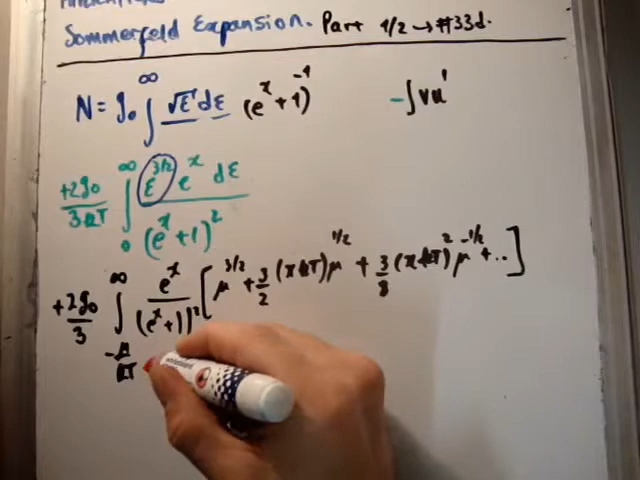 Sommerfeld Expansion. Part 1/2 → #33d.
N = g₀ ∫₀^∞ √ε dε (e^x + 1)^-1 -∫vu'
+2g₀/3kT ∫₀^∞ ε^3/2 e^x dε / (e^x + 1)^2
+2g₀/3 ∫_{-μ/kT}^∞ e^x/(e^x+1)^2 [μ^3/2 + 3/2 (xkT)μ^1/2 + 3/8 (xkT)^2 μ^-1/2 + ..]